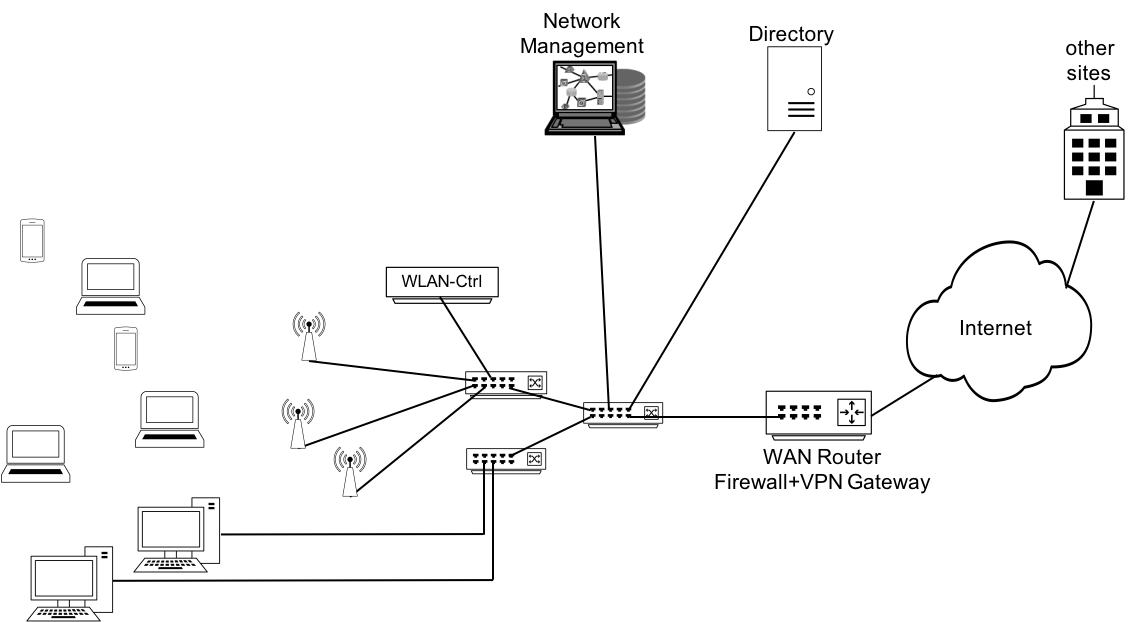 Network
Management
Directory
other
sites
WLAN-Ctrl
Internet
WAN Router
Firewall+VPN Gateway